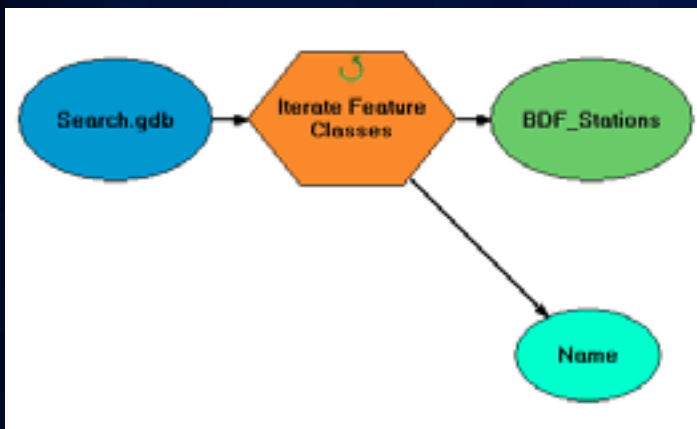 Search.gdb
Iterate Feature
Classes
BDF_Stations
Name